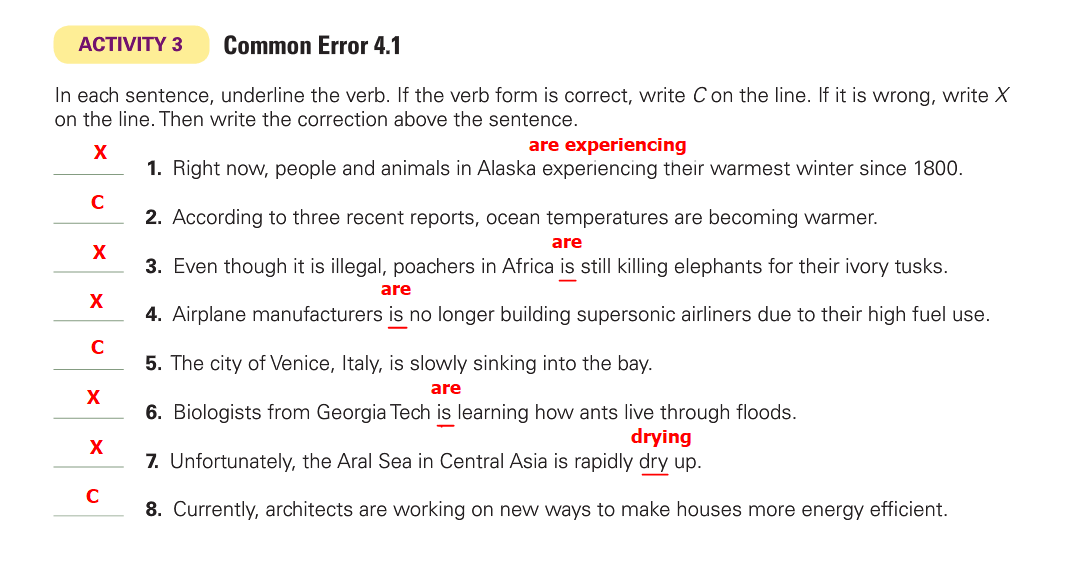 ACTIVITY 3 Common Error 4.1
In each sentence, underline the verb. If the verb form is correct, write C on the line. If it is wrong, write X
on the line. Then write the correction above the sentence.
are experiencing
X 1. Right now, people and animals in Alaska experiencing their warmest winter since 1800.
C 2. According to three recent reports, ocean temperatures are becoming warmer.
are
X 3. Even though it is illegal, poachers in Africa is still killing elephants for their ivory tusks.
are
X 4. Airplane manufacturers is no longer building supersonic airliners due to their high fuel use.
C 5. The city of Venice, Italy, is slowly sinking into the bay.
are
X 6. Biologists from Georgia Tech is learning how ants live through floods.
drying
X 7. Unfortunately, the Aral Sea in Central Asia is rapidly dry up.
C 8. Currently, architects are working on new ways to make houses more energy efficient.